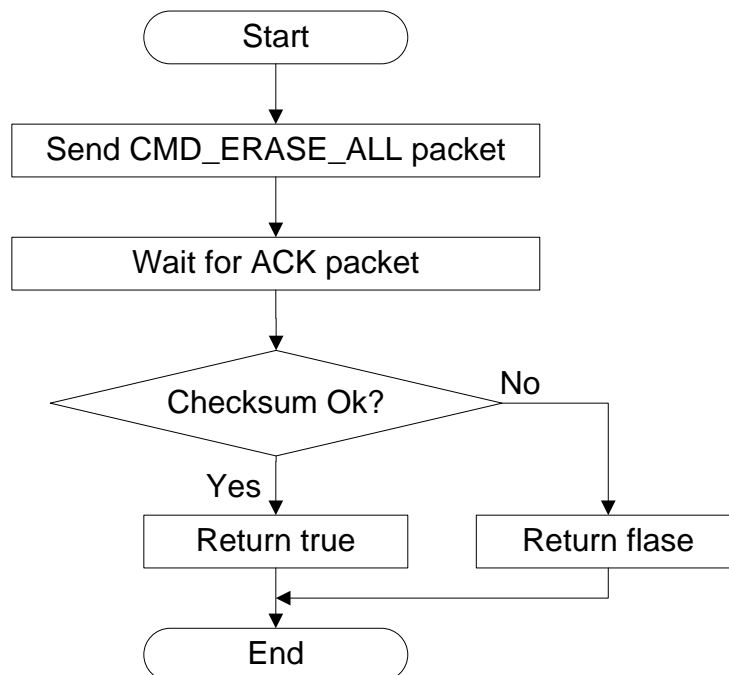 Start
Send CMD_ERASE_ALL packet
Wait for ACK packet
Checksum Ok?
No
Yes
Return true
Return flase
End